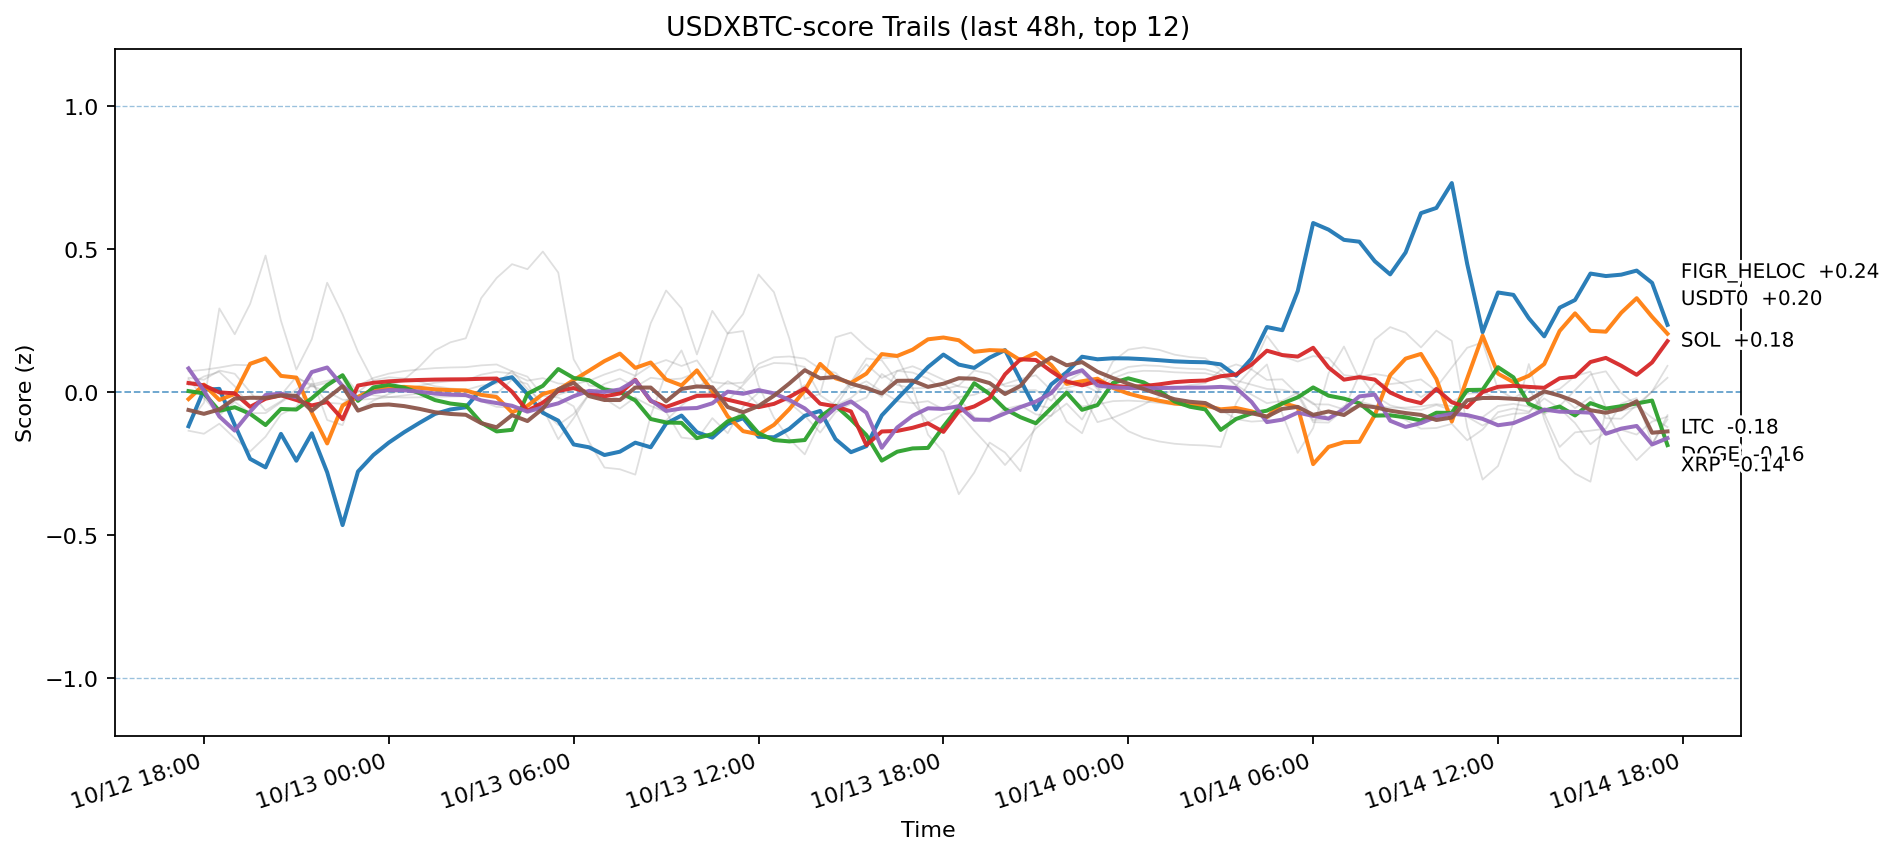 USDXBTC-score Trails (last 48h, top 12)
Score (z)
1.0
0.5
0.0
−0.5
−1.0
FIGR_HELOC +0.24
USDT0 +0.20
SOL +0.18
LTC -0.18
DOGE -0.16
XRP -0.14
10/12 18:00
10/13 00:00
10/13 06:00
10/13 12:00
10/13 18:00
10/14 00:00
10/14 06:00
10/14 12:00
10/14 18:00
Time